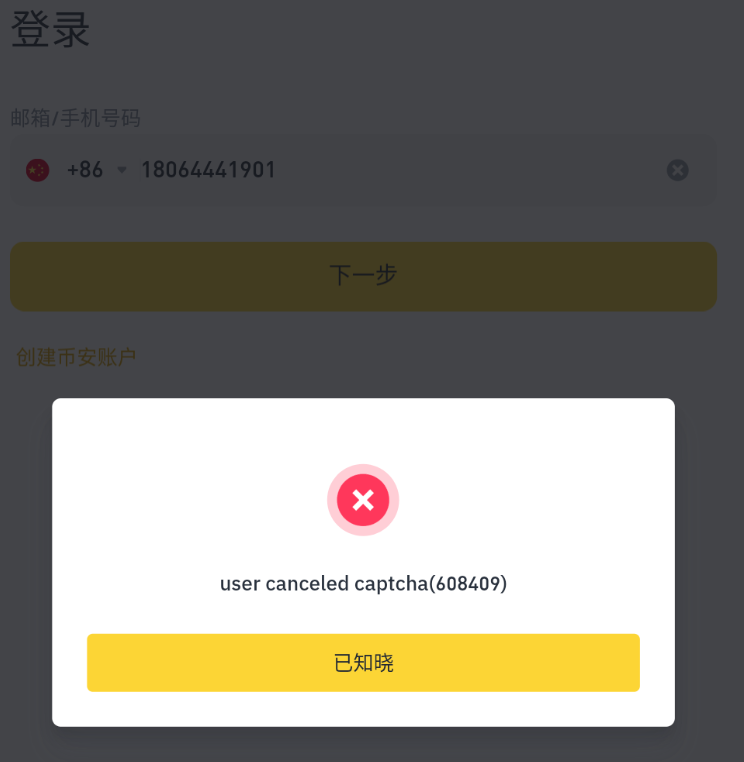 登录
邮箱/手机号码
+86 18064441901
下一步
创建币安账户
user canceled captcha(608409)
已知晓